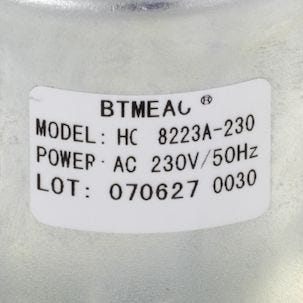 BTMEAC ®
MODEL: HC 8223A-230
POWER: AC 230V/50Hz
LOT: 070627 0030